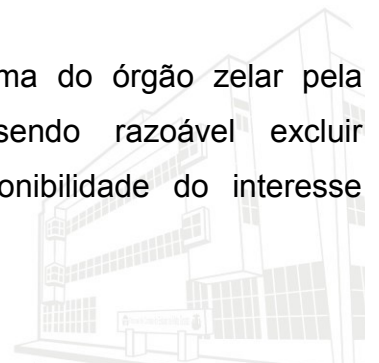 ma do órgão zelar pela
sendo razoável excluir
onibilidade do interesse